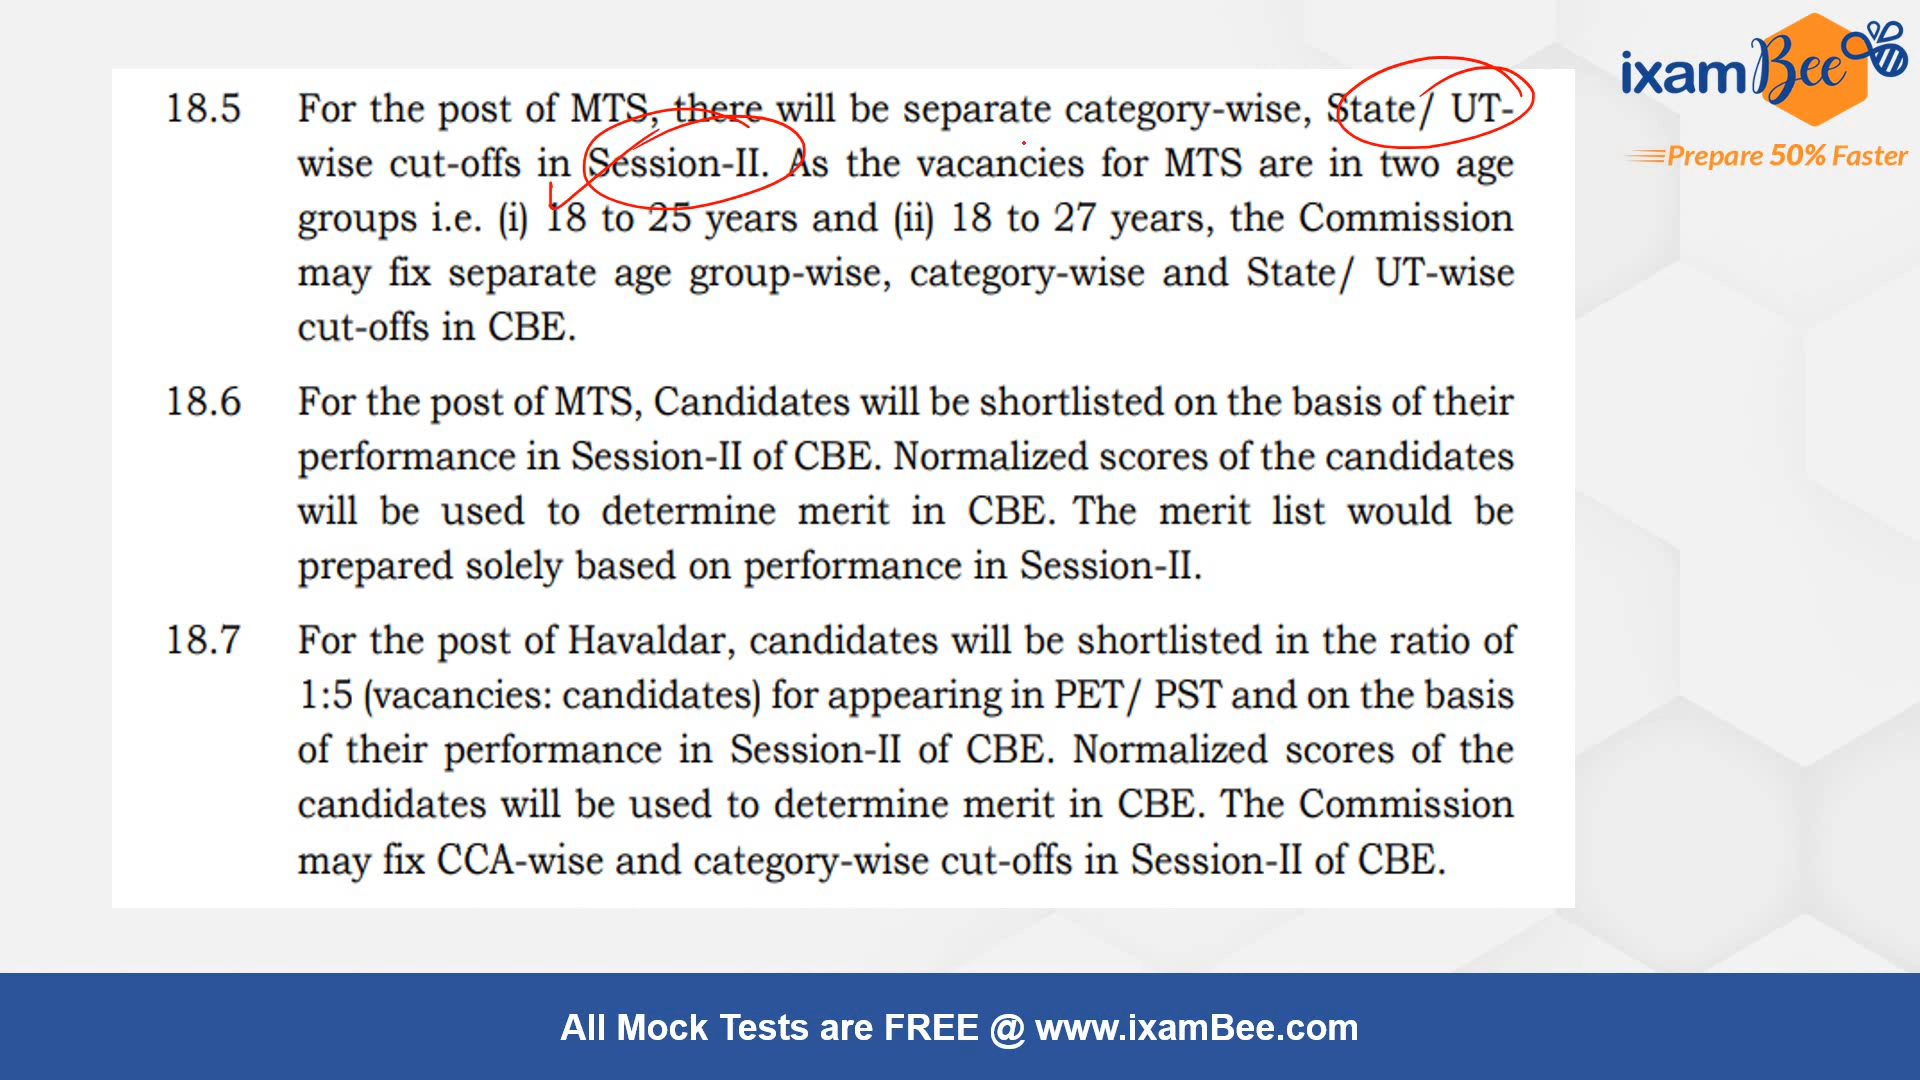 ixamBee
Prepare 50% Faster
18.5 For the post of MTS, there will be separate category-wise, State/ UT-
wise cut-offs in Session-II. As the vacancies for MTS are in two age
groups i.e. (i) 18 to 25 years and (ii) 18 to 27 years, the Commission
may fix separate age group-wise, category-wise and State/ UT-wise
cut-offs in CBE.
18.6 For the post of MTS, Candidates will be shortlisted on the basis of their
performance in Session-II of CBE. Normalized scores of the candidates
will be used to determine merit in CBE. The merit list would be
prepared solely based on performance in Session-II.
18.7 For the post of Havaldar, candidates will be shortlisted in the ratio of
1:5 (vacancies: candidates) for appearing in PET/ PST and on the basis
of their performance in Session-II of CBE. Normalized scores of the
candidates will be used to determine merit in CBE. The Commission
may fix CCA-wise and category-wise cut-offs in Session-II of CBE.
All Mock Tests are FREE @ www.ixamBee.com